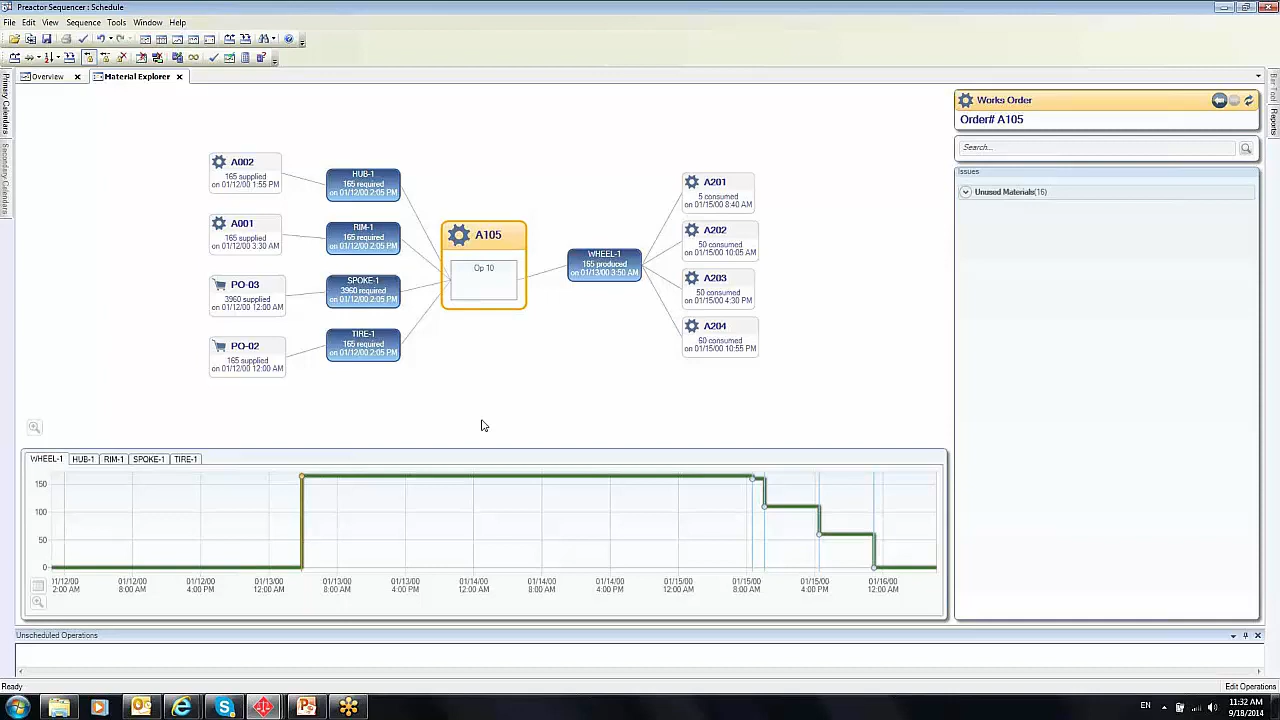 Preactor Sequencer : Schedule
File Edit View Sequence Tools Window Help
Overview
Material Explorer
Primary Calendars
Secondary Calendars
Bar Tool
Reports
A002
165 supplied
on 01/12/00 1:55 PM
A001
165 supplied
on 01/12/00 3:30 AM
PO-03
3960 supplied
on 01/12/00 12:00 AM
PO-02
165 supplied
on 01/12/00 12:00 AM
HUB-1
165 required
on 01/12/00 2:05 PM
RIM-1
165 required
on 01/12/00 2:05 PM
SPOKE-1
3960 required
on 01/12/00 2:05 PM
TIRE-1
165 required
on 01/12/00 2:05 PM
A105
Op 10
WHEEL-1
165 produced
on 01/13/00 3:50 AM
A201
5 consumed
on 01/15/00 8:40 AM
A202
50 consumed
on 01/15/00 10:05 AM
A203
50 consumed
on 01/15/00 4:30 PM
A204
60 consumed
on 01/15/00 10:55 PM
Works Order
Order# A105
Search...
Issues
Unused Materials(16)
WHEEL-1 HUB-1 RIM-1 SPOKE-1 TIRE-1
150
100
50
0
11/12/00 01/12/00 01/12/00 01/13/00 01/13/00 01/13/00 01/14/00 01/14/00 01/14/00 01/15/00 01/15/00 01/15/00 01/16/00
2:00 AM 8:00 AM 4:00 PM 12:00 AM 8:00 AM 4:00 PM 12:00 AM 8:00 AM 4:00 PM 12:00 AM 8:00 AM 4:00 PM 12:00 AM
Unscheduled Operations
Ready
Edit Operations
EN
11:32 AM
9/18/2014